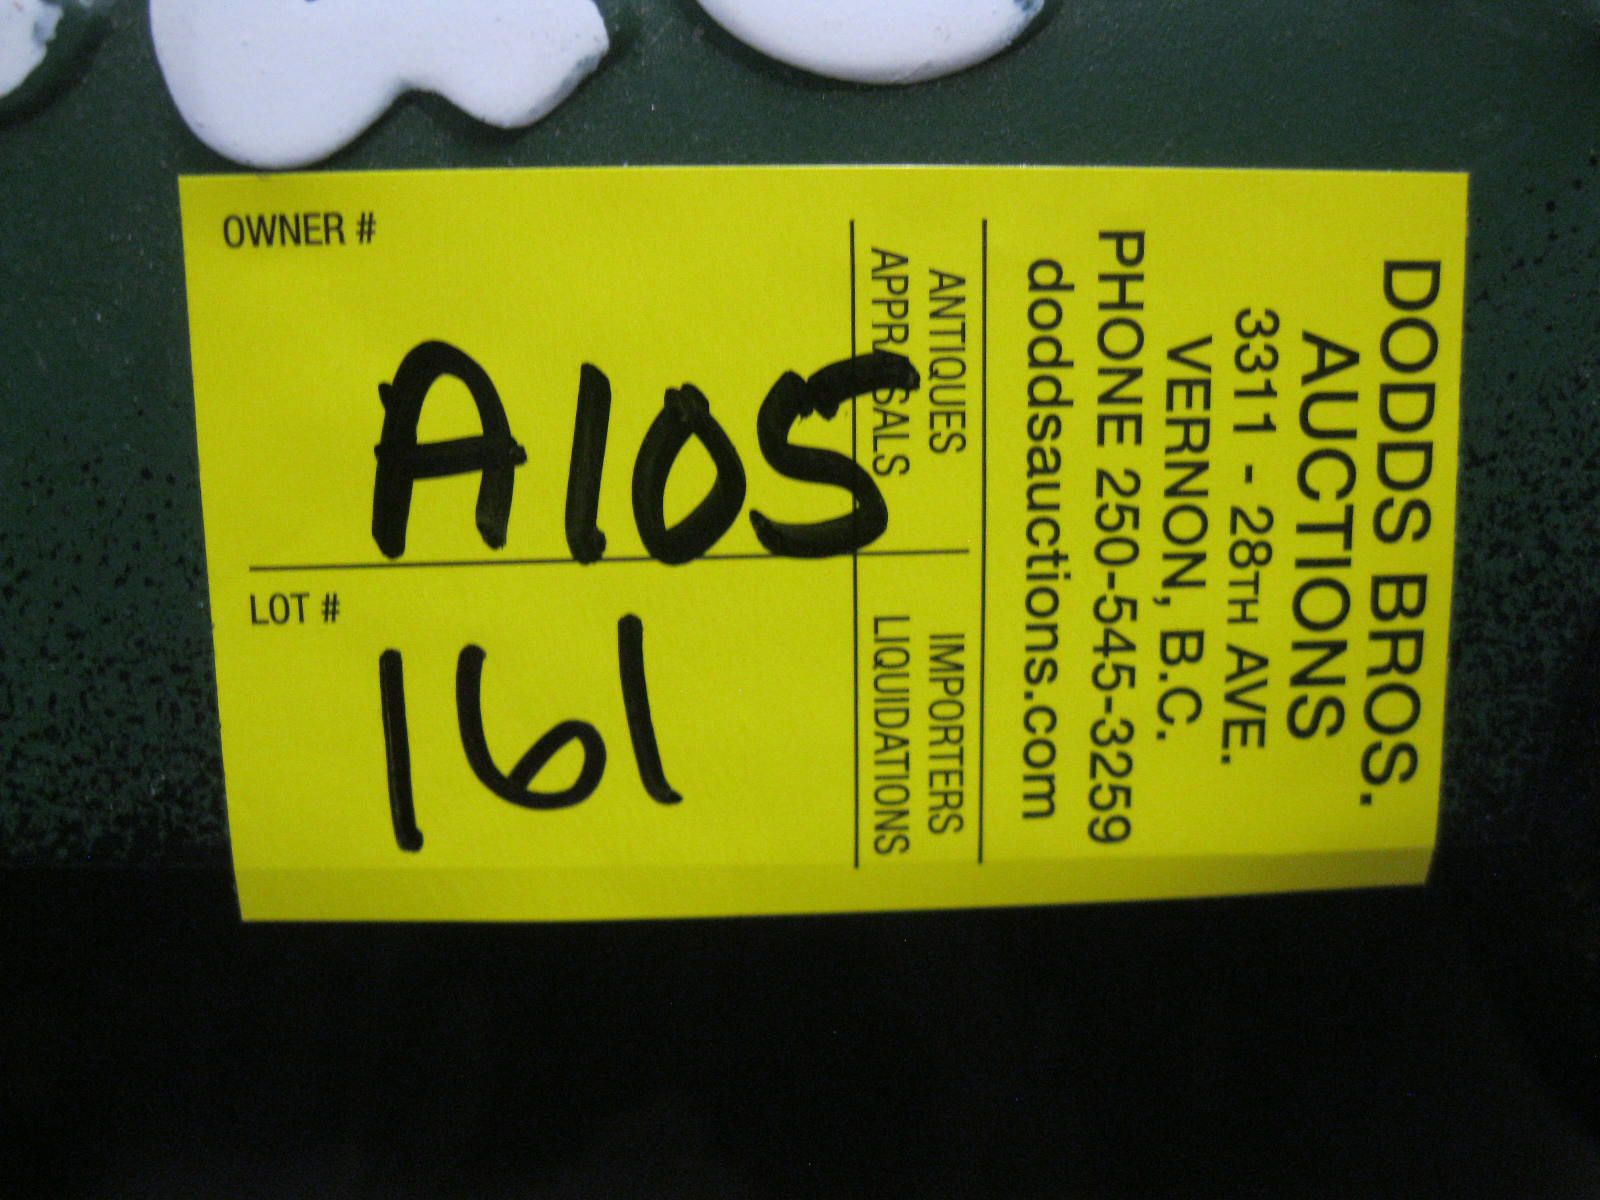 DODDS BROS.
AUCTIONS
3311 - 28TH AVE.
VERNON, B.C.
PHONE 250-545-3259
doddsauctions.com
ANTIQUES IMPORTERS
APPRAISALS LIQUIDATIONS
OWNER #
A105
LOT #
161